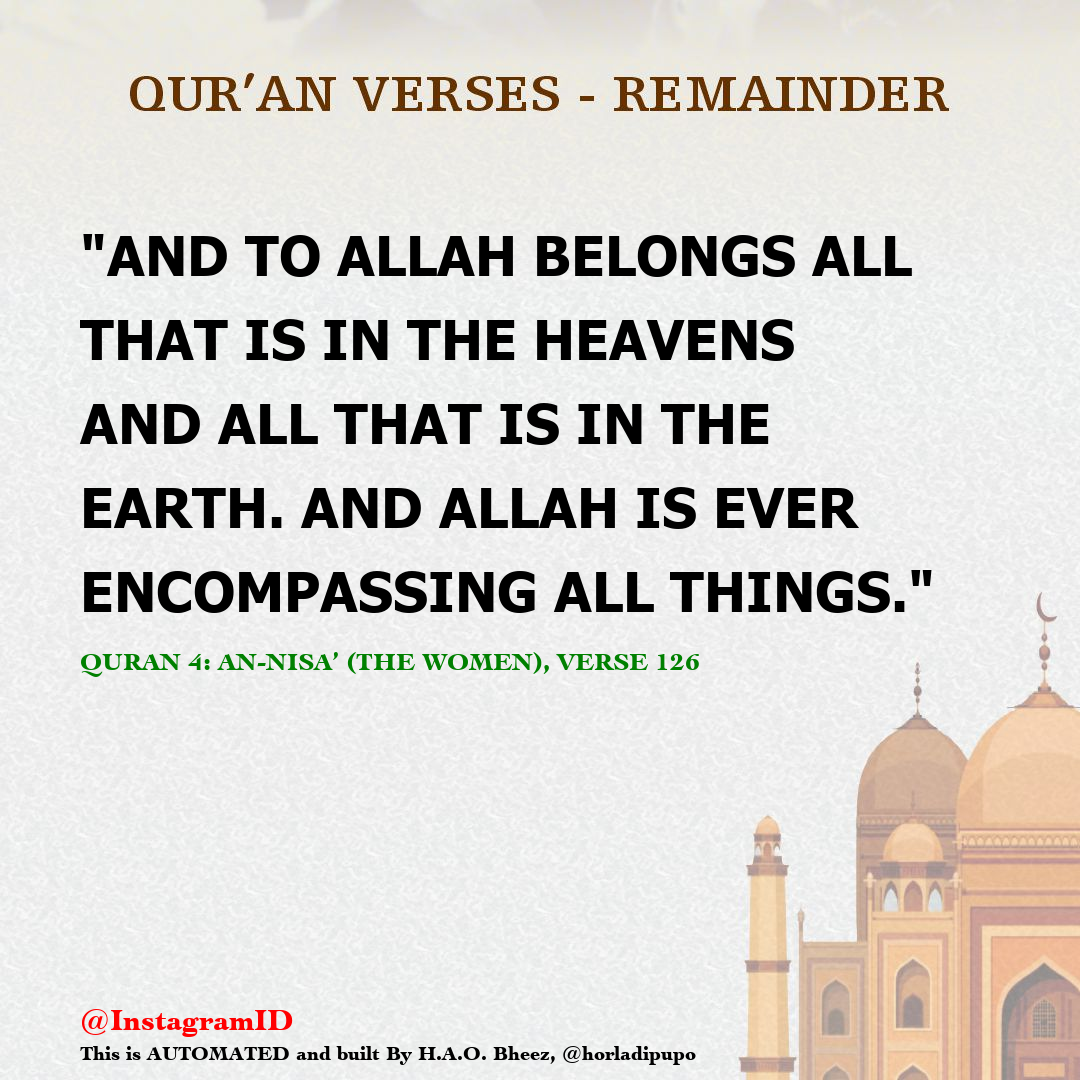 QUR'AN VERSES - REMAINDER
"AND TO ALLAH BELONGS ALL
THAT IS IN THE HEAVENS
AND ALL THAT IS IN THE
EARTH. AND ALLAH IS EVER
ENCOMPASSING ALL THINGS."
QURAN 4: AN-NISA' (THE WOMEN), VERSE 126
@InstagramID
This is AUTOMATED and built By H.A.O. Bheez, @horladipupo